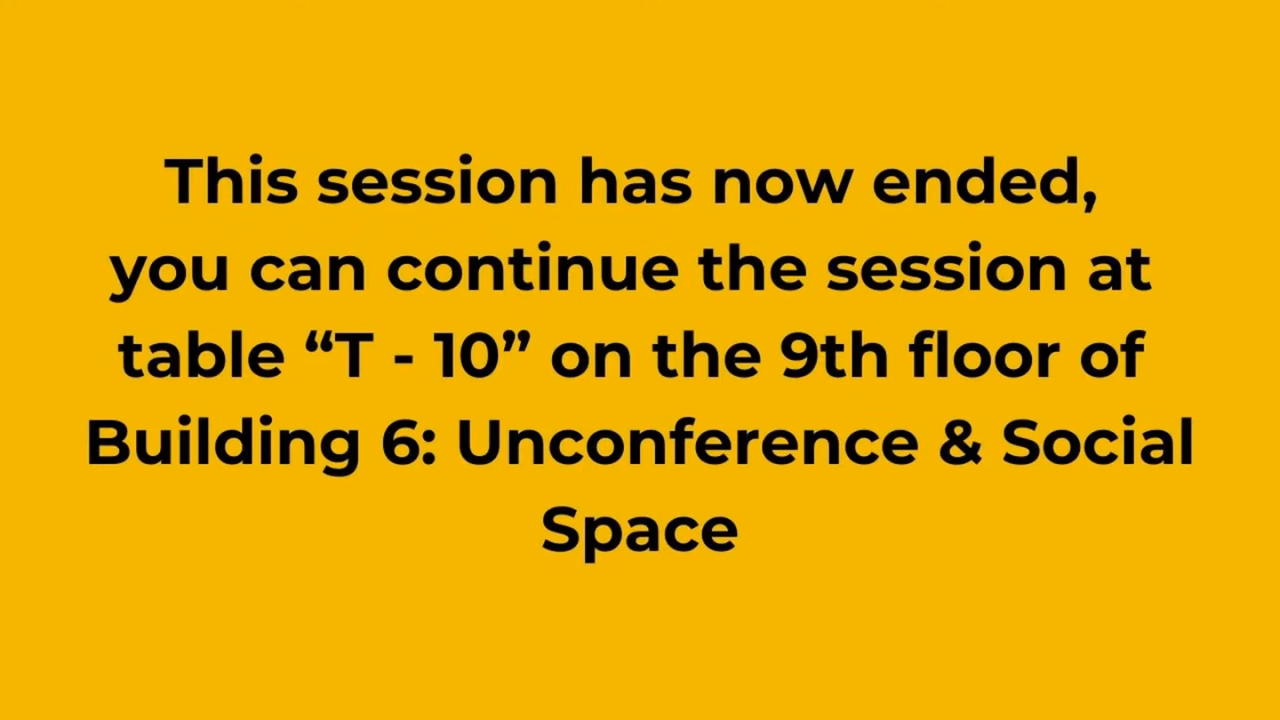 This session has now ended,
you can continue the session at
table “T - 10” on the 9th floor of
Building 6: Unconference & Social
Space